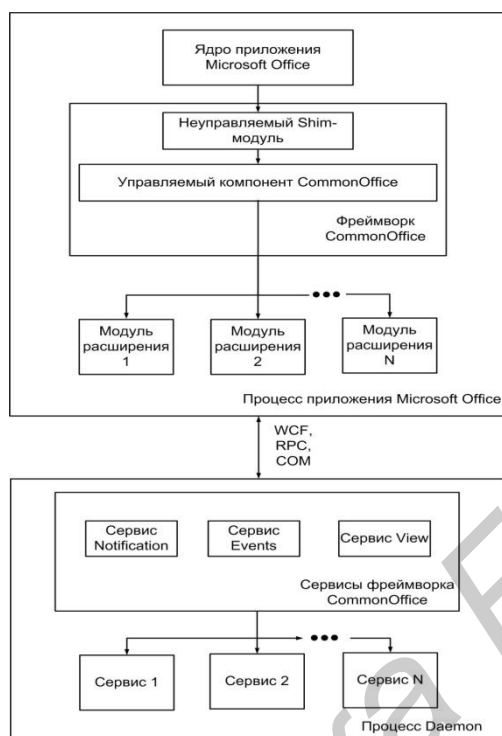 Ядро приложения
Microsoft Office
Неуправляемый Shim-
модуль
Управляемый компонент CommonOffice
Фреймворк
CommonOffice
Модуль
расширения
1
Модуль
расширения
2
Модуль
расширения
N
Процесс приложения Microsoft Office
WCF,
RPC,
COM
Сервис
Notification
Сервис
Events
Сервис View
Сервисы фреймворка
CommonOffice
Сервис 1
Сервис 2
Сервис N
Процесс Daemon